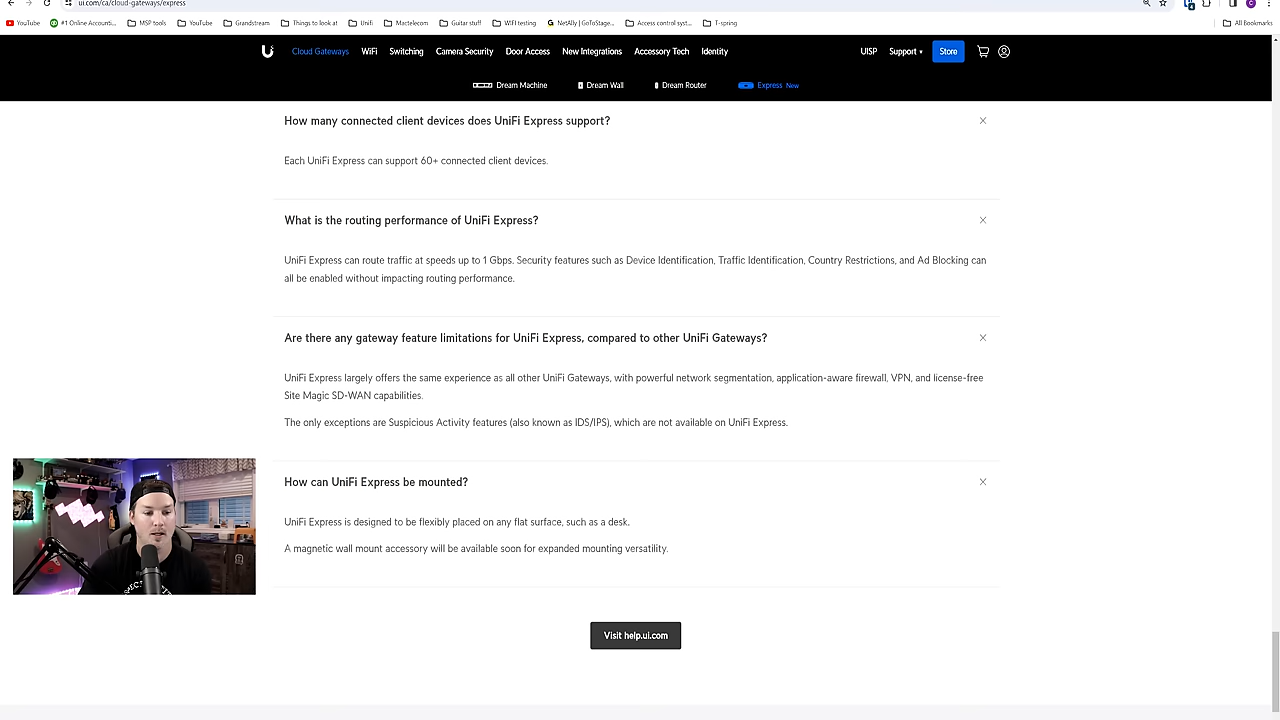 ui.com/ca/cloud-gateways/express
YouTube
#1 Online Accounti...
MSP tools
YouTube
Grandstream
Things to look at
Unifi
Mactelecom
Guitar stuff
WIFI testing
NetAlly | GoToStage...
Access control syst...
T-spring
All Bookmarks
Cloud Gateways WiFi Switching Camera Security Door Access New Integrations Accessory Tech Identity UISP Support Store
Dream Machine Dream Wall Dream Router Express New
How many connected client devices does UniFi Express support?
Each UniFi Express can support 60+ connected client devices.
What is the routing performance of UniFi Express?
UniFi Express can route traffic at speeds up to 1 Gbps. Security features such as Device Identification, Traffic Identification, Country Restrictions, and Ad Blocking can
all be enabled without impacting routing performance.
Are there any gateway feature limitations for UniFi Express, compared to other UniFi Gateways?
UniFi Express largely offers the same experience as all other UniFi Gateways, with powerful network segmentation, application-aware firewall, VPN, and license-free
Site Magic SD-WAN capabilities.
The only exceptions are Suspicious Activity features (also known as IDS/IPS), which are not available on UniFi Express.
How can UniFi Express be mounted?
UniFi Express is designed to be flexibly placed on any flat surface, such as a desk.
A magnetic wall mount accessory will be available soon for expanded mounting versatility.
Visit help.ui.com